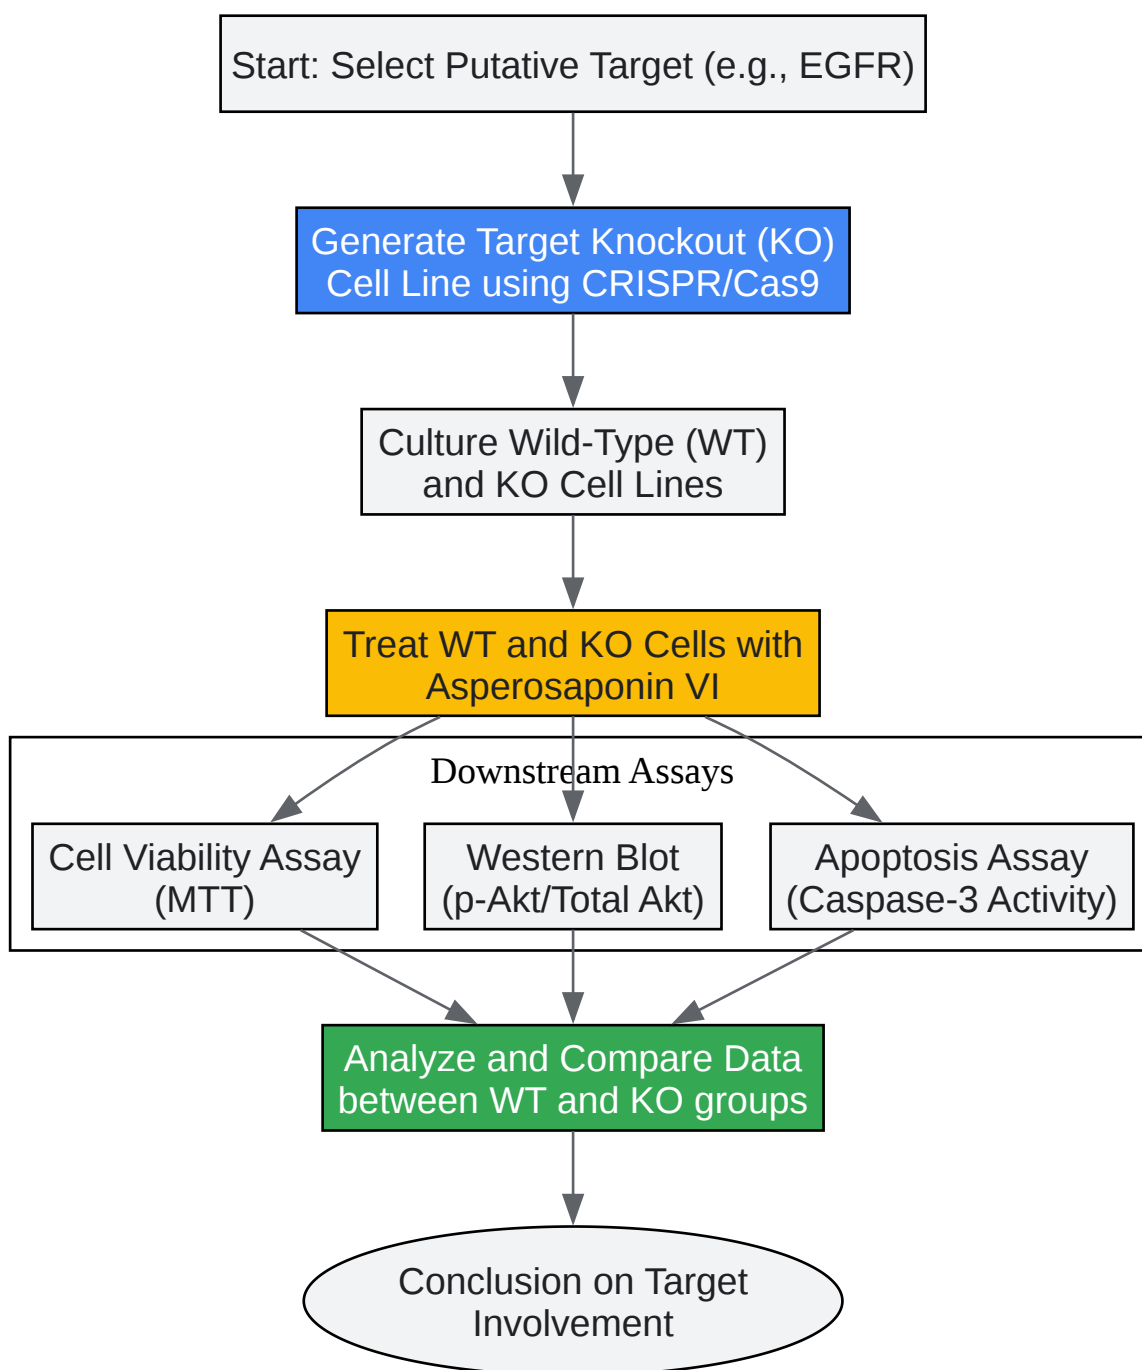 Start: Select Putative Target (e.g., EGFR)
Generate Target Knockout (KO)
Cell Line using CRISPR/Cas9
Culture Wild-Type (WT)
and KO Cell Lines
Treat WT and KO Cells with
Asperosaponin VI
Downstream Assays
Cell Viability Assay
(MTT)
Western Blot
(p-Akt/Total Akt)
Apoptosis Assay
(Caspase-3 Activity)
Analyze and Compare Data
between WT and KO groups
Conclusion on Target
Involvement